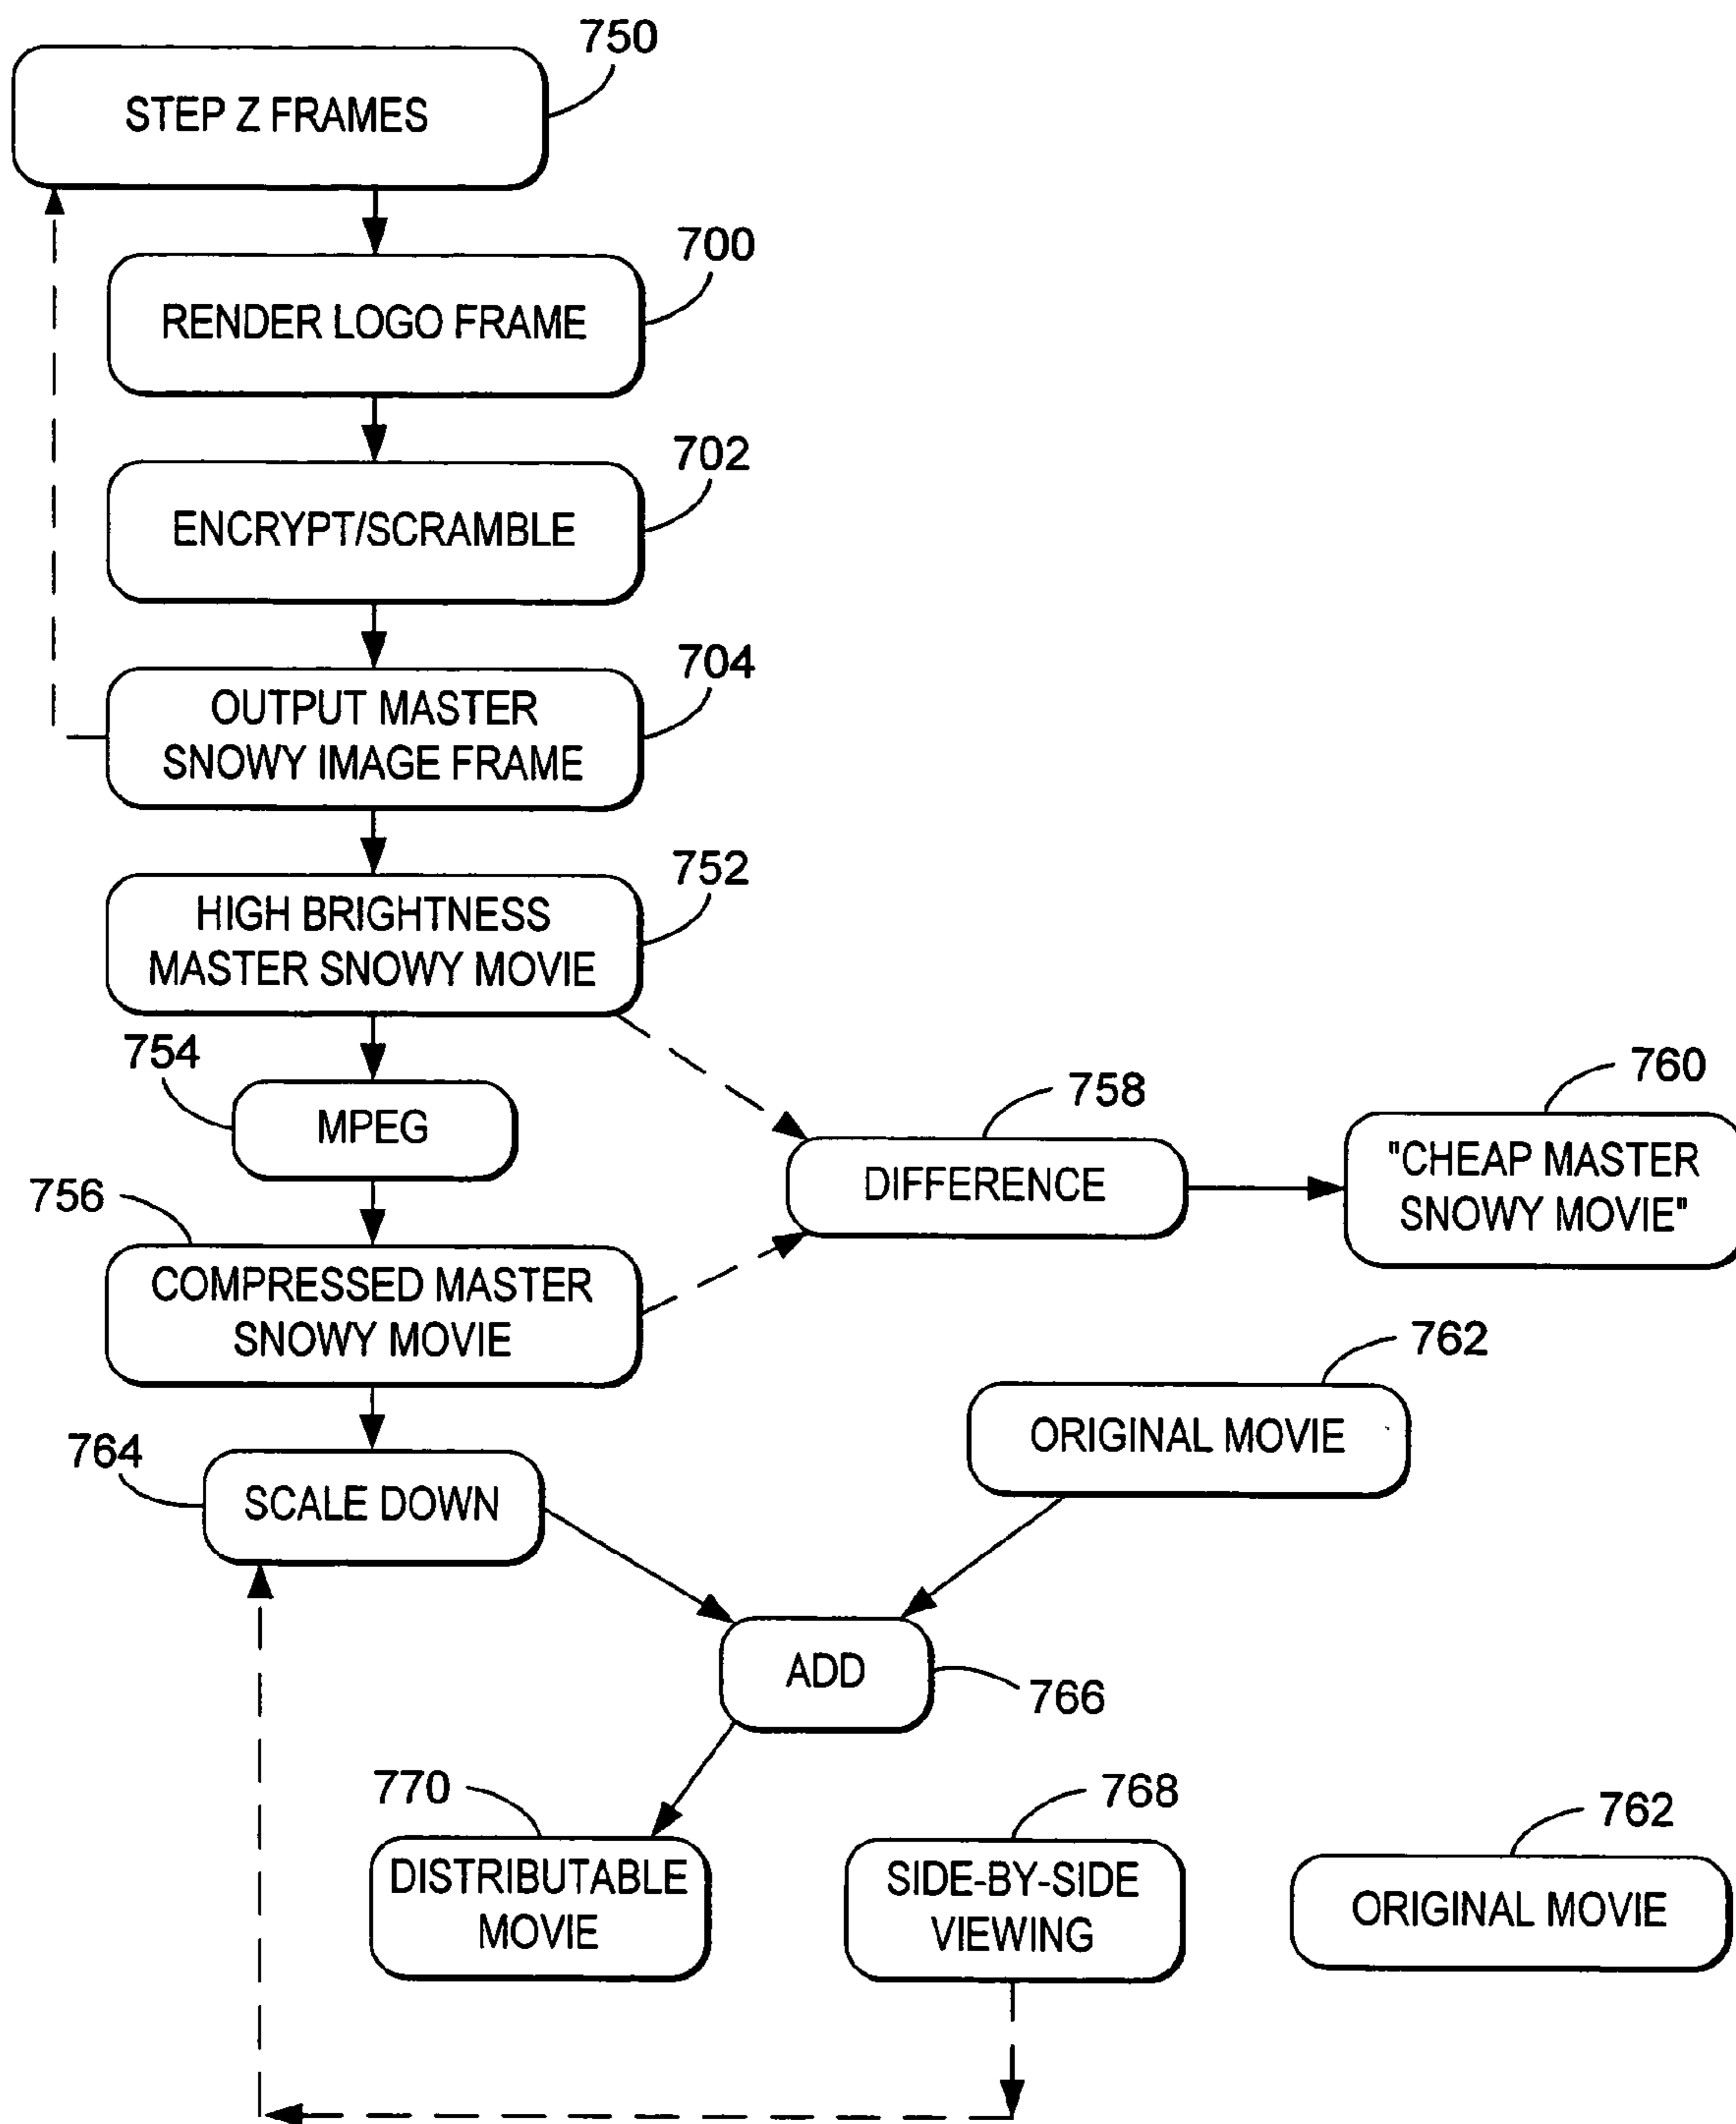 750
STEP Z FRAMES
700
RENDER LOGO FRAME
702
ENCRYPT/SCRAMBLE
704
OUTPUT MASTER
SNOWY IMAGE FRAME
752
HIGH BRIGHTNESS
MASTER SNOWY MOVIE
754
MPEG
758
DIFFERENCE
760
"CHEAP MASTER
SNOWY MOVIE"
756
COMPRESSED MASTER
SNOWY MOVIE
762
ORIGINAL MOVIE
764
SCALE DOWN
ADD
766
770
DISTRIBUTABLE
MOVIE
768
SIDE-BY-SIDE
VIEWING
762
ORIGINAL MOVIE